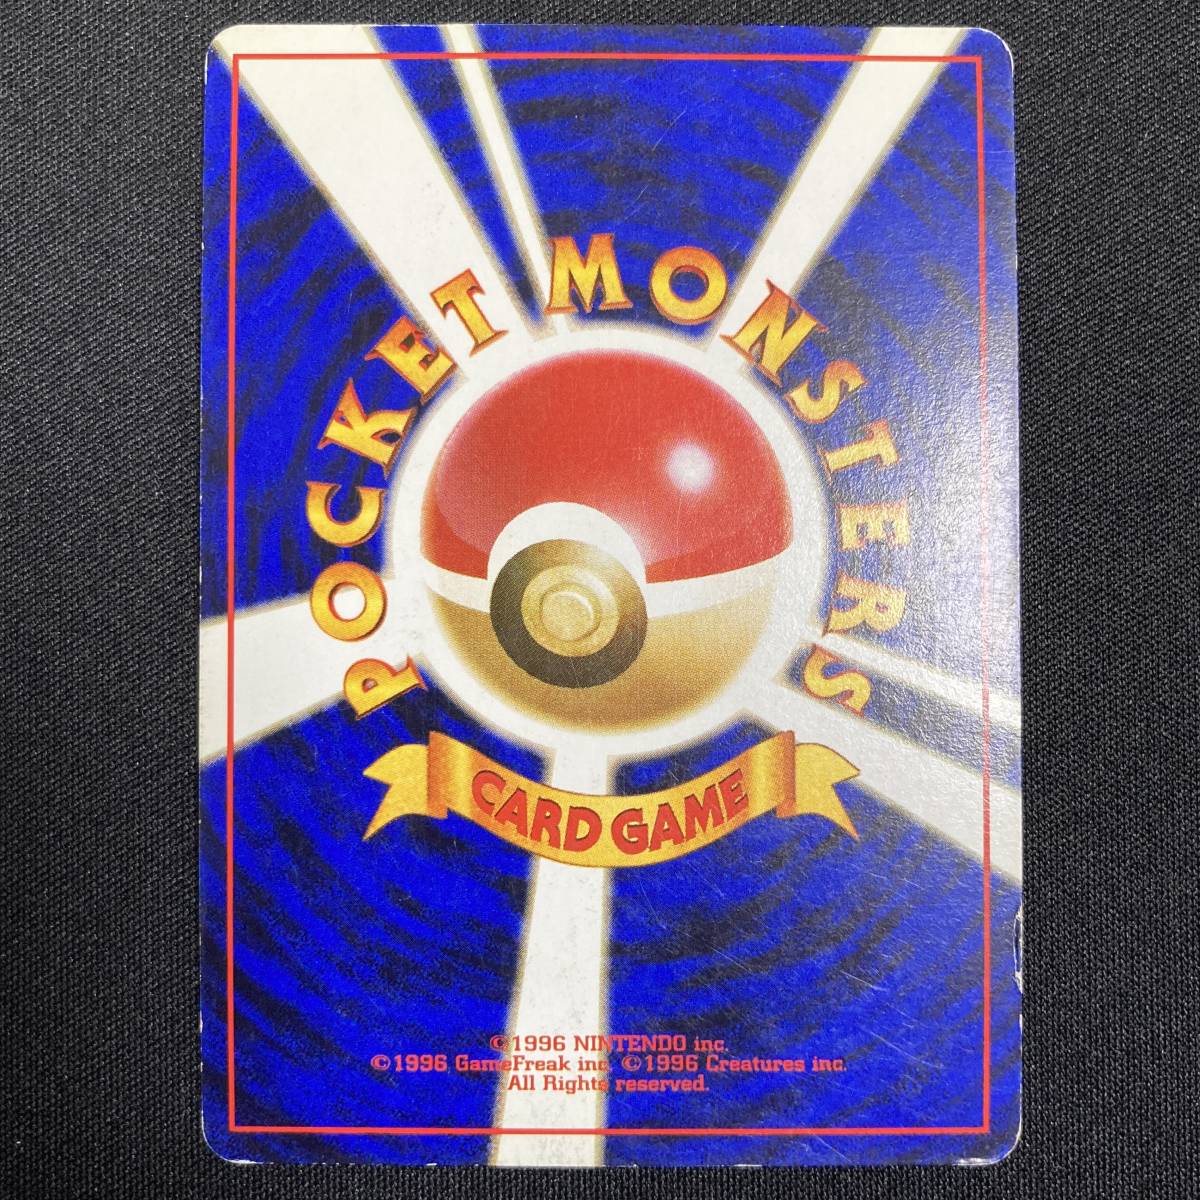 POCKET MONSTERS
CARD GAME
©1996 NINTENDO inc.
©1996 GameFreak inc. ©1996 Creatures inc.
All Rights reserved.